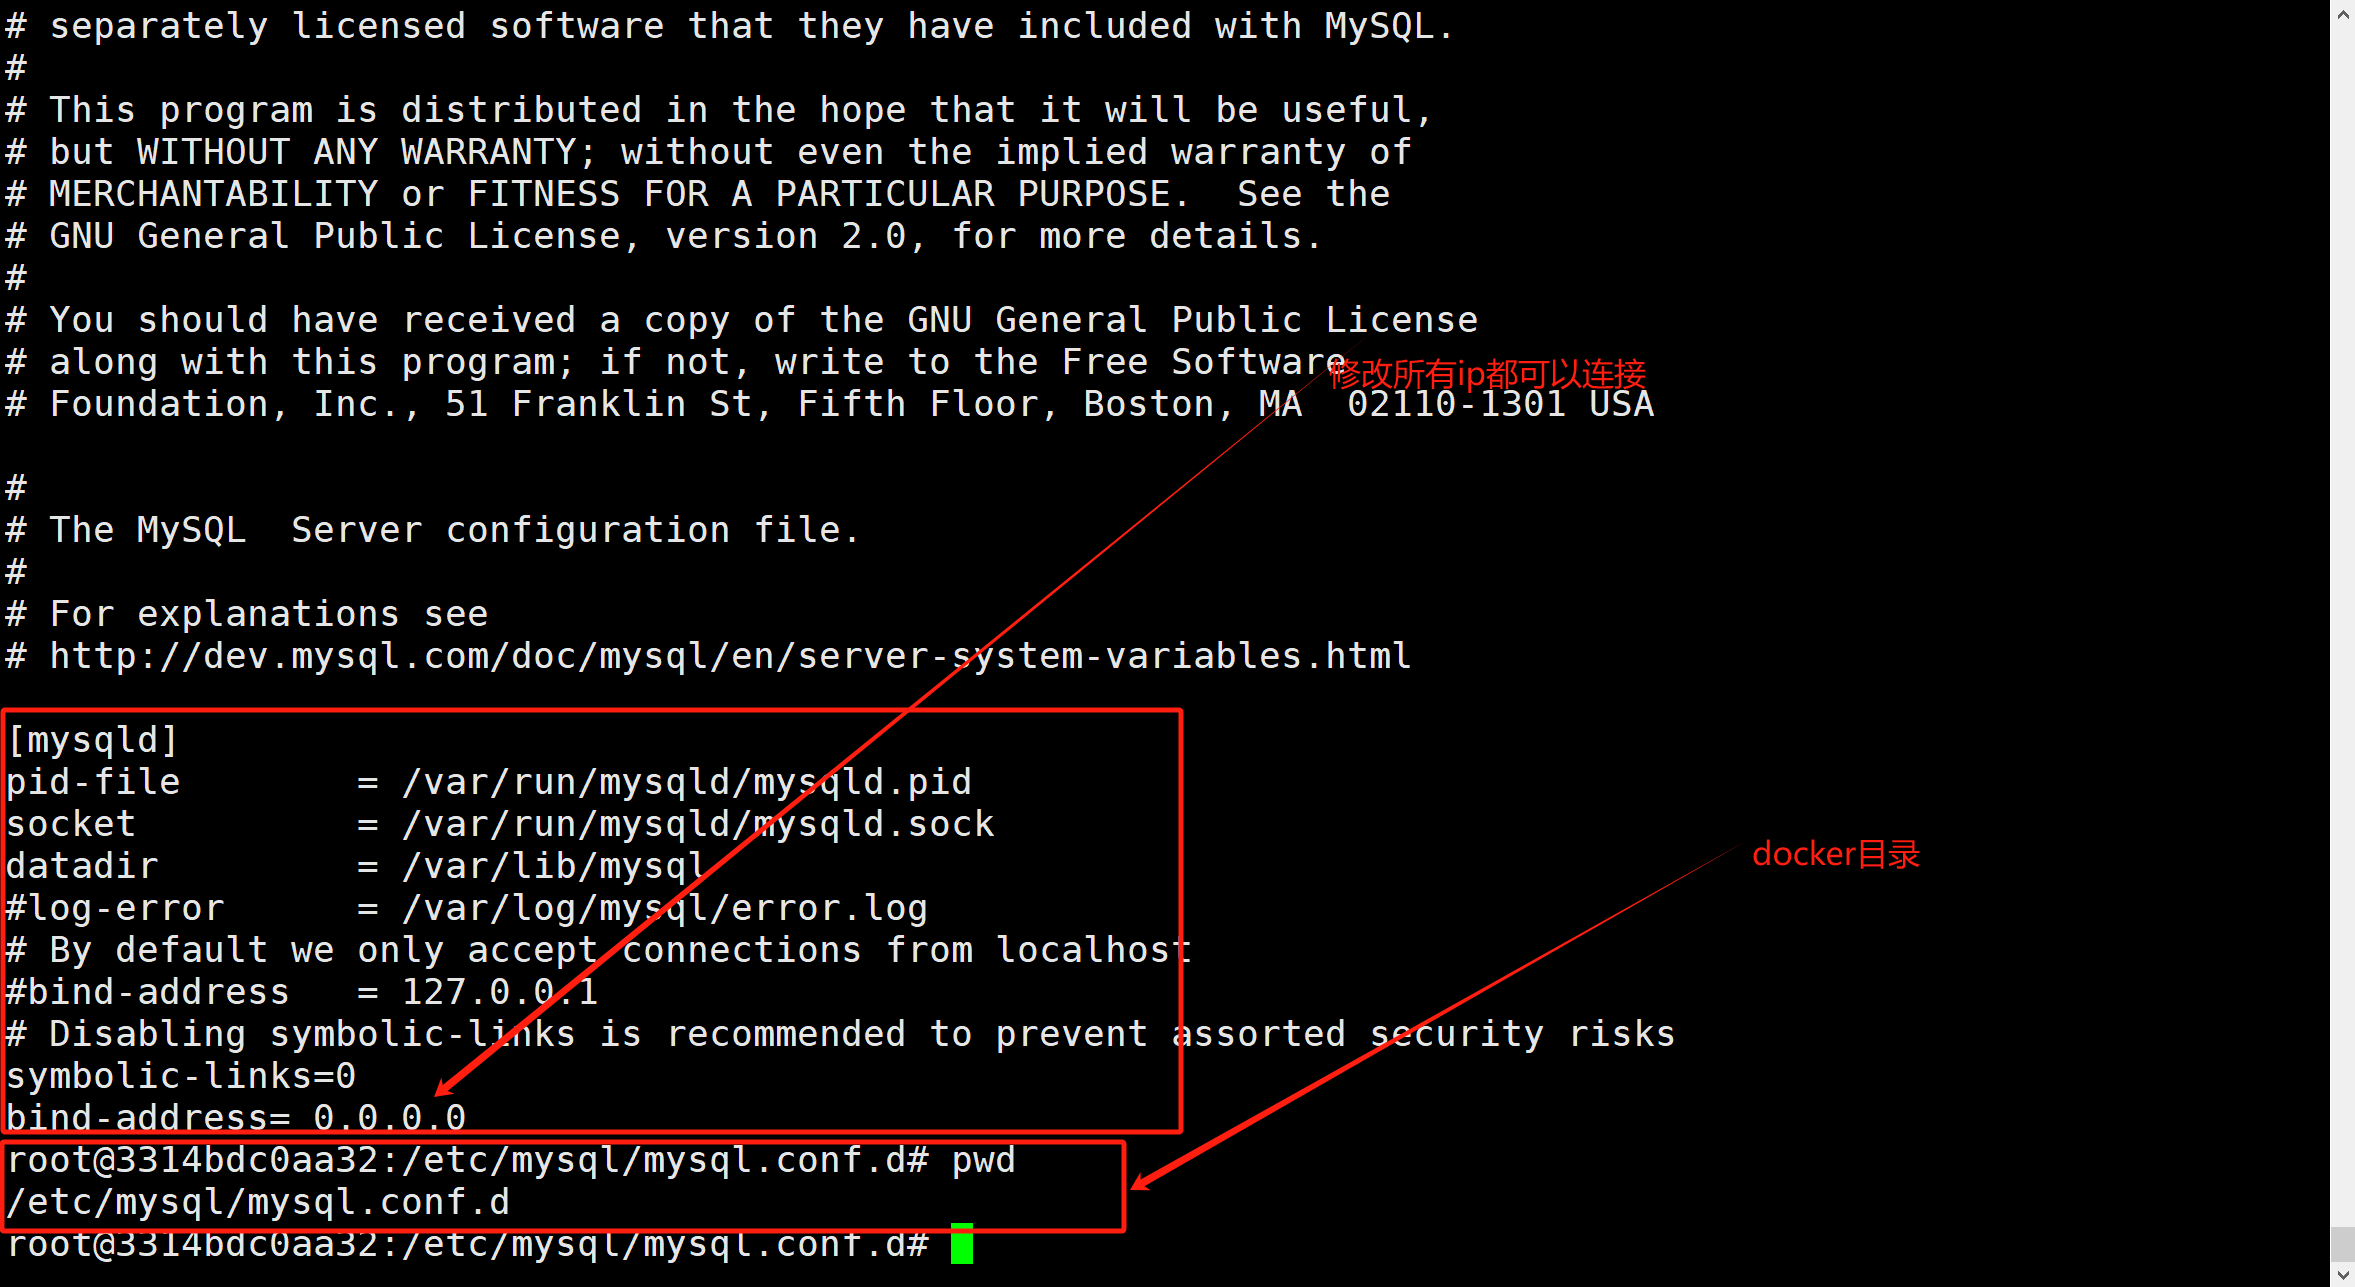 # separately licensed software that they have included with MySQL.
#
# This program is distributed in the hope that it will be useful,
# but WITHOUT ANY WARRANTY; without even the implied warranty of
# MERCHANTABILITY or FITNESS FOR A PARTICULAR PURPOSE.  See the
# GNU General Public License, version 2.0, for more details.
#
# You should have received a copy of the GNU General Public License
# along with this program; if not, write to the Free Software
修改所有ip都可以连接
# Foundation, Inc., 51 Franklin St, Fifth Floor, Boston, MA  02110-1301 USA
#
# The MySQL  Server configuration file.
#
# For explanations see
# http://dev.mysql.com/doc/mysql/en/server-system-variables.html
[mysqld]
pid-file        = /var/run/mysqld/mysqld.pid
socket          = /var/run/mysqld/mysqld.sock
datadir         = /var/lib/mysql
docker目录
#log-error      = /var/log/mysql/error.log
# By default we only accept connections from localhost
#bind-address   = 127.0.0.1
# Disabling symbolic-links is recommended to prevent assorted security risks
symbolic-links=0
bind-address= 0.0.0.0
root@3314bdc0aa32:/etc/mysql/mysql.conf.d# pwd
/etc/mysql/mysql.conf.d
root@3314bdc0aa32:/etc/mysql/mysql.conf.d#